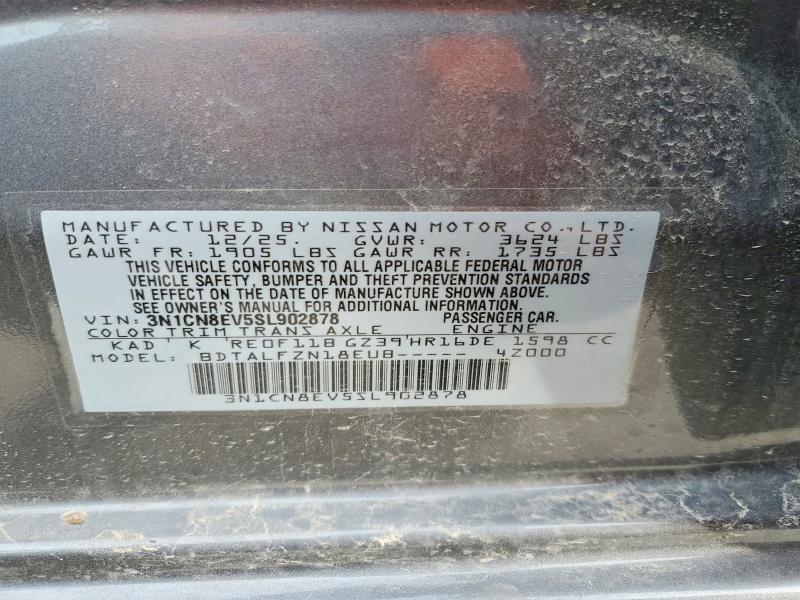 MANUFACTURED BY NISSAN MOTOR CO.,LTD.
DATE: 12/25. GVWR: 3624 LBS
GAWR FR: 1905 LBS GAWR RR: 1735 LBS
THIS VEHICLE CONFORMS TO ALL APPLICABLE FEDERAL MOTOR
VEHICLE SAFETY, BUMPER AND THEFT PREVENTION STANDARDS
IN EFFECT ON THE DATE OF MANUFACTURE SHOWN ABOVE.
SEE OWNER'S MANUAL FOR ADDITIONAL INFORMATION.
VIN: 3N1CN8EV5SL902878 PASSENGER CAR.
COLOR TRIM TRANS AXLE ENGINE
KAD K 'RE0F11B GZ39'HR16DE 1598 CC
MODEL: BDTALFZN18EUB----- 4Z000
3N1CN8EV5SL902878